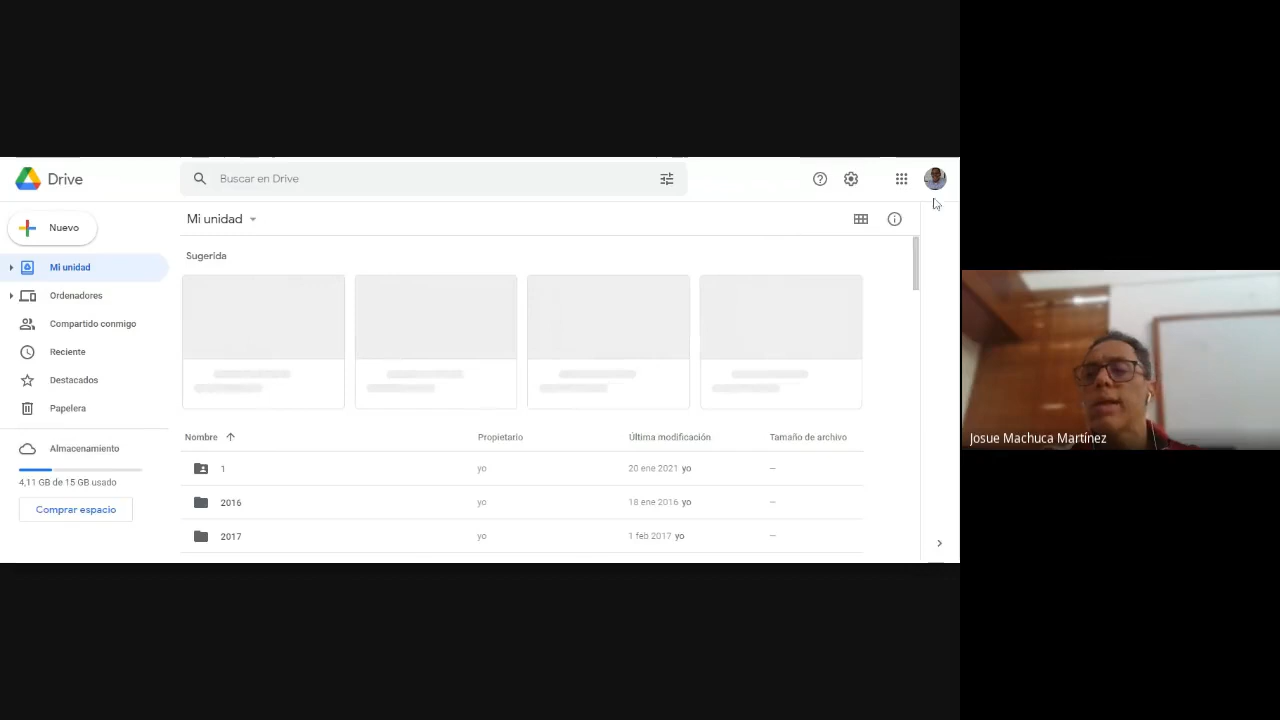 Drive
Buscar en Drive
Nuevo
Mi unidad
Mi unidad
Ordenadores
Compartido conmigo
Reciente
Destacados
Papelera
Almacenamiento
4,11 GB de 15 GB usado
Comprar espacio
Sugerida
Nombre Propietario Última modificación Tamaño de archivo
1 yo 20 ene 2021 yo —
2016 yo 18 ene 2016 yo —
2017 yo 1 feb 2017 yo —
Josue Machuca Martínez